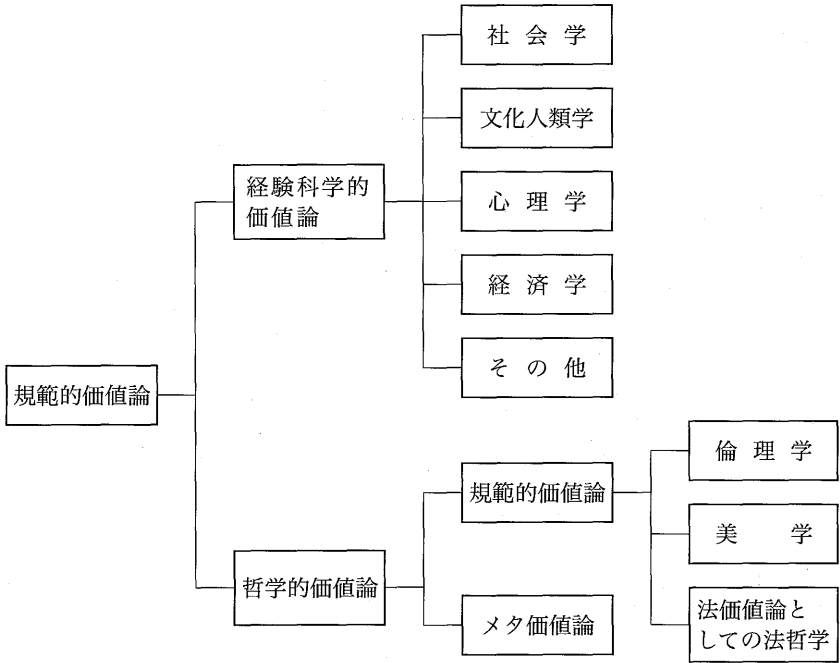 社会学
文化人類学
経験科学的
価値論
心理学
経済学
その他
規範的価値論
哲学的価値論
規範的価値論
メタ価値論
倫理学
美学
法価値論と
しての法哲学